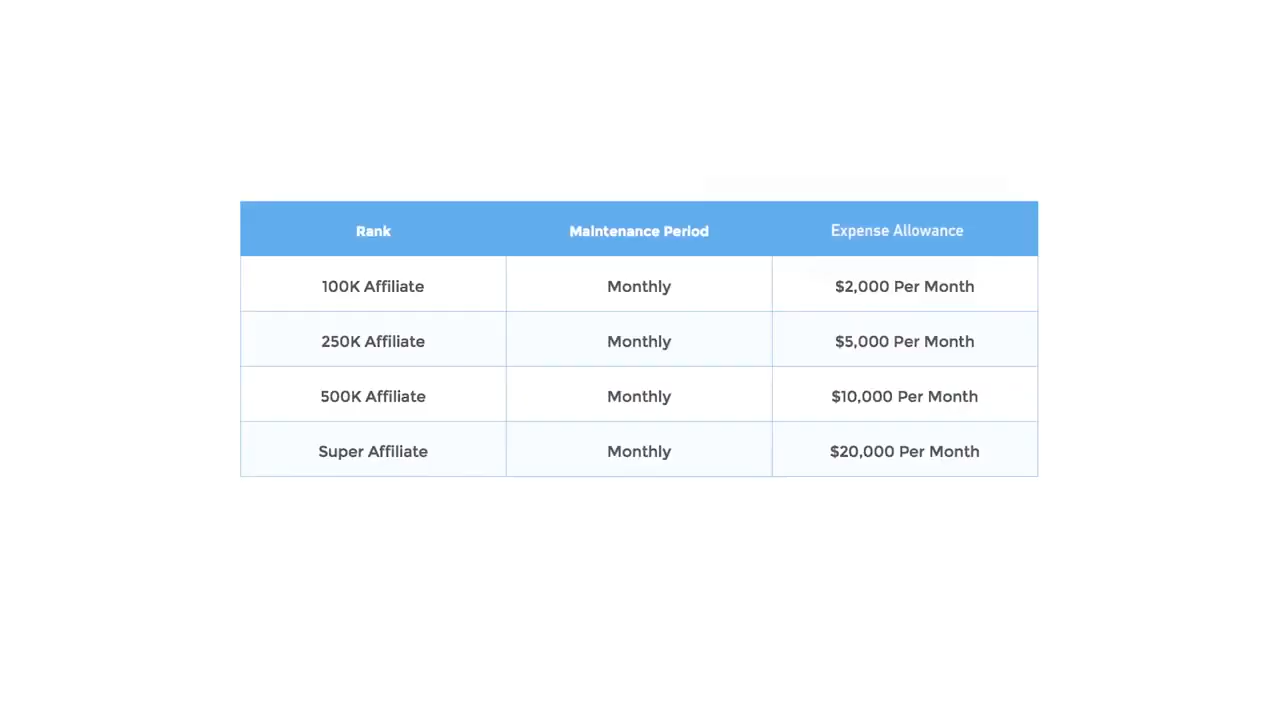 Rank Maintenance Period Expense Allowance
100K Affiliate Monthly $2,000 Per Month
250K Affiliate Monthly $5,000 Per Month
500K Affiliate Monthly $10,000 Per Month
Super Affiliate Monthly $20,000 Per Month